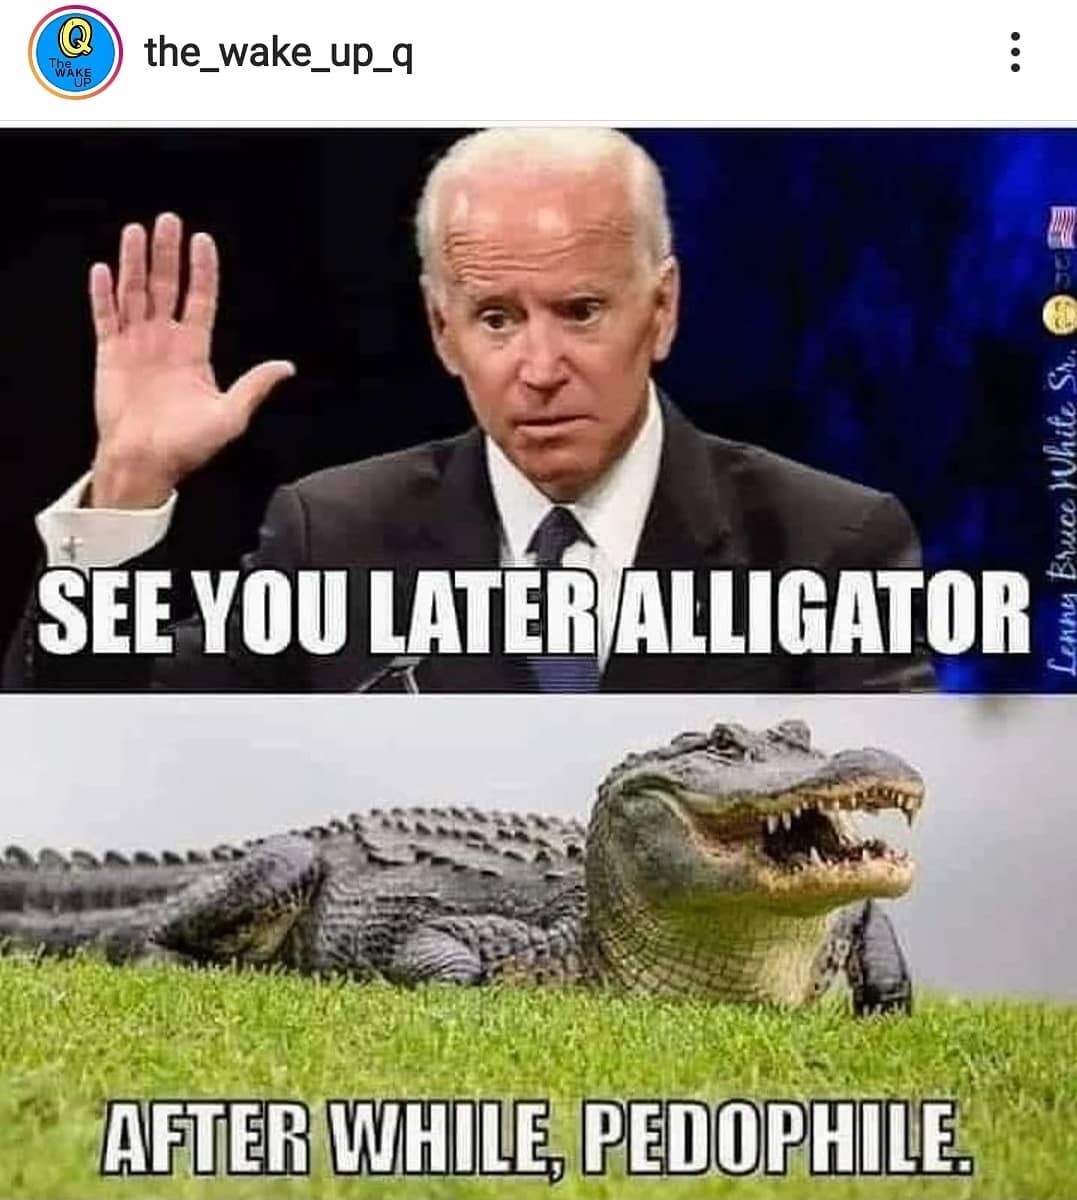 Q
The
WAKE
UP
the_wake_up_q
SEE YOU LATER ALLIGATOR
Lenny Bruce White Sr.
AFTER WHILE, PEDOPHILE.